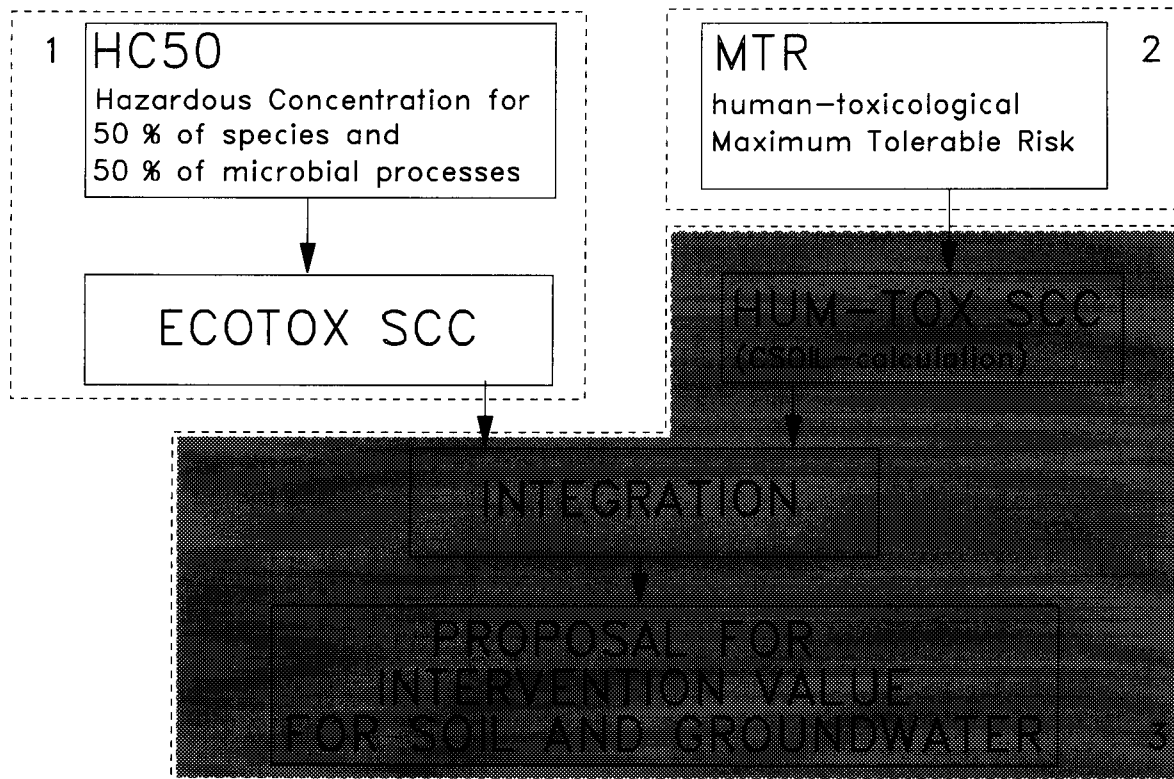 1
HC50
Hazardous Concentration for
50 % of species and
50 % of microbial processes
ECOTOX SCC
MTR
human-toxicological
Maximum Tolerable Risk
2
HUM-TOX SCC
(CSOIL-calculation)
INTEGRATION
PROPOSAL FOR
INTERVENTION VALUE
FOR SOIL AND GROUNDWATER
3